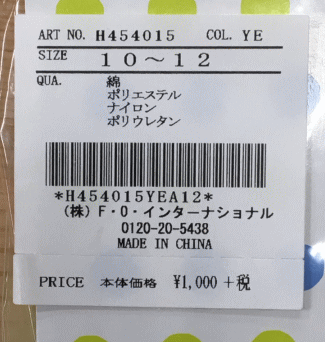 ART NO. H454015 COL. YE
SIZE 10～12
QUA. 綿
ポリエステル
ナイロン
ポリウレタン
*H454015YEA12*
(株)F・O・インターナショナル
0120-20-5438
MADE IN CHINA
PRICE 本体価格 ¥1,000 +税